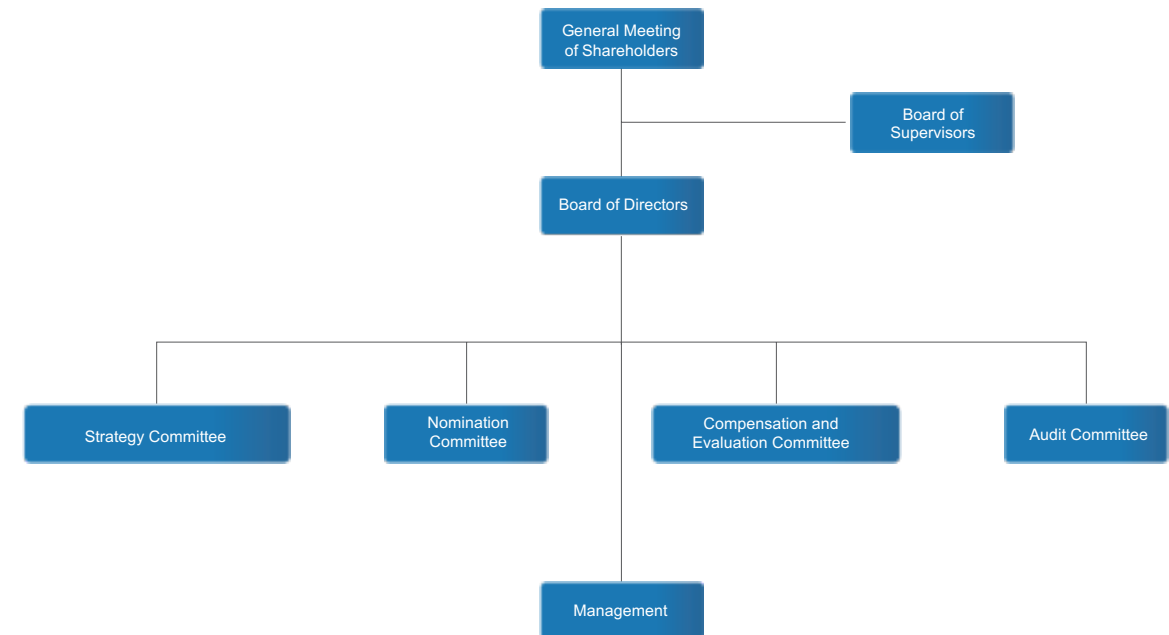 General Meeting
of Shareholders
Board of
Supervisors
Board of Directors
Strategy Committee
Nomination
Committee
Compensation and
Evaluation Committee
Audit Committee
Management